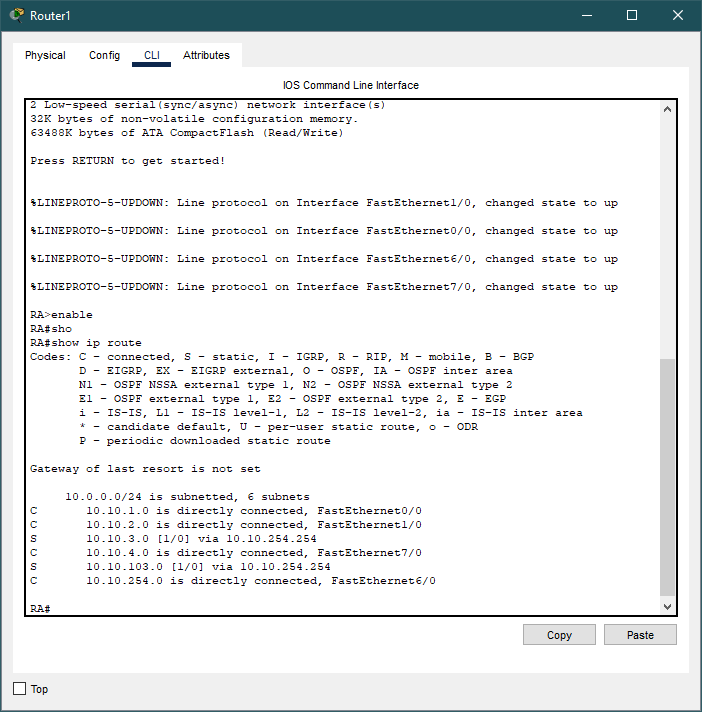 Router1
Physical Config CLI Attributes
IOS Command Line Interface
2 Low-speed serial(sync/async) network interface(s)
32K bytes of non-volatile configuration memory.
63488K bytes of ATA CompactFlash (Read/Write)
Press RETURN to get started!
%LINEPROTO-5-UPDOWN: Line protocol on Interface FastEthernet1/0, changed state to up
%LINEPROTO-5-UPDOWN: Line protocol on Interface FastEthernet0/0, changed state to up
%LINEPROTO-5-UPDOWN: Line protocol on Interface FastEthernet6/0, changed state to up
%LINEPROTO-5-UPDOWN: Line protocol on Interface FastEthernet7/0, changed state to up
RA>enable
RA#sho
RA#show ip route
Codes: C - connected, S - static, I - IGRP, R - RIP, M - mobile, B - BGP
D - EIGRP, EX - EIGRP external, O - OSPF, IA - OSPF inter area
N1 - OSPF NSSA external type 1, N2 - OSPF NSSA external type 2
E1 - OSPF external type 1, E2 - OSPF external type 2, E - EGP
i - IS-IS, L1 - IS-IS level-1, L2 - IS-IS level-2, ia - IS-IS inter area
* - candidate default, U - per-user static route, o - ODR
P - periodic downloaded static route
Gateway of last resort is not set
10.0.0.0/24 is subnetted, 6 subnets
C 10.10.1.0 is directly connected, FastEthernet0/0
C 10.10.2.0 is directly connected, FastEthernet1/0
S 10.10.3.0 [1/0] via 10.10.254.254
C 10.10.4.0 is directly connected, FastEthernet7/0
S 10.10.103.0 [1/0] via 10.10.254.254
C 10.10.254.0 is directly connected, FastEthernet6/0
RA#
Copy Paste
Top